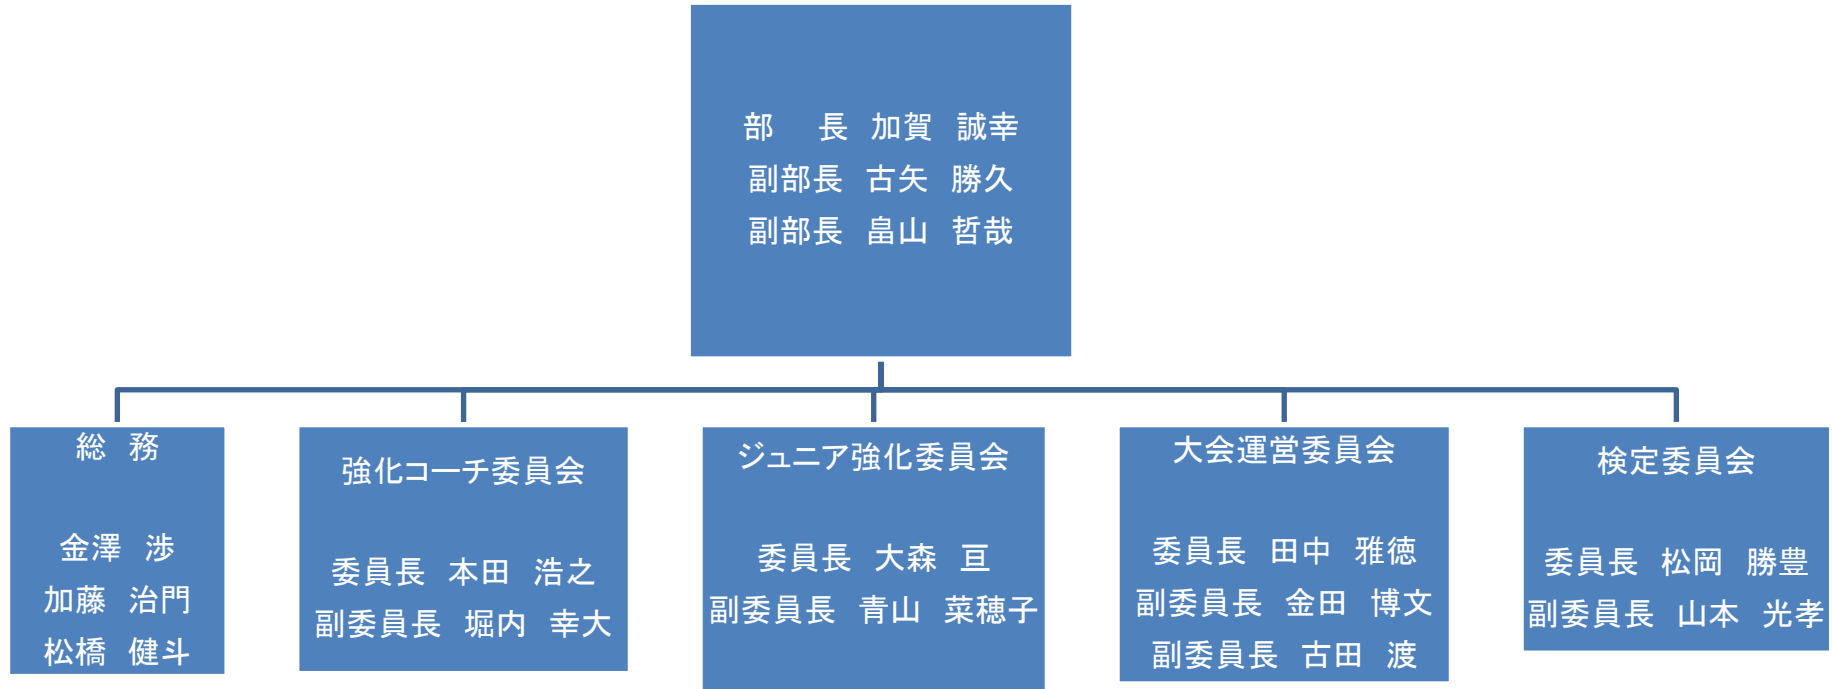 部　長 加賀 誠幸
副部長 古矢 勝久
副部長 畠山 哲哉
総 務
金澤 渉
加藤 治門
松橋 健斗
強化コーチ委員会
委員長 本田 浩之
副委員長 堀内 幸大
ジュニア強化委員会
委員長 大森 亘
副委員長 青山 菜穂子
大会運営委員会
委員長 田中 雅徳
副委員長 金田 博文
副委員長 古田 渡
検定委員会
委員長 松岡 勝豊
副委員長 山本 光孝